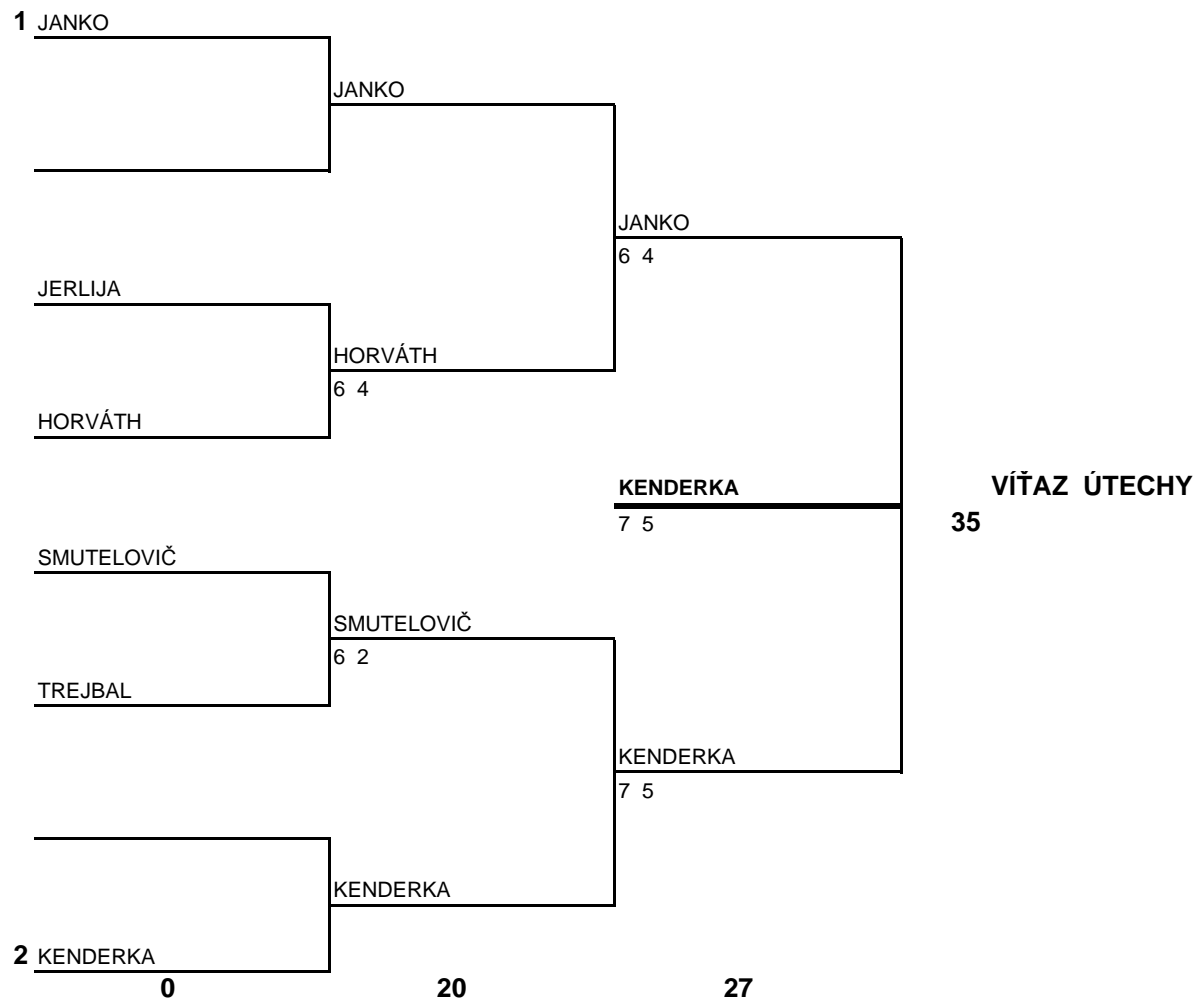 1 JANKO
JANKO
JANKO
6 4
JERLIJA
HORVÁTH
6 4
HORVÁTH
KENDERKA VÍŤAZ ÚTECHY
7 5 35
SMUTELOVIČ
SMUTELOVIČ
6 2
TREJBAL
KENDERKA
7 5
KENDERKA
2 KENDERKA
0 20 27